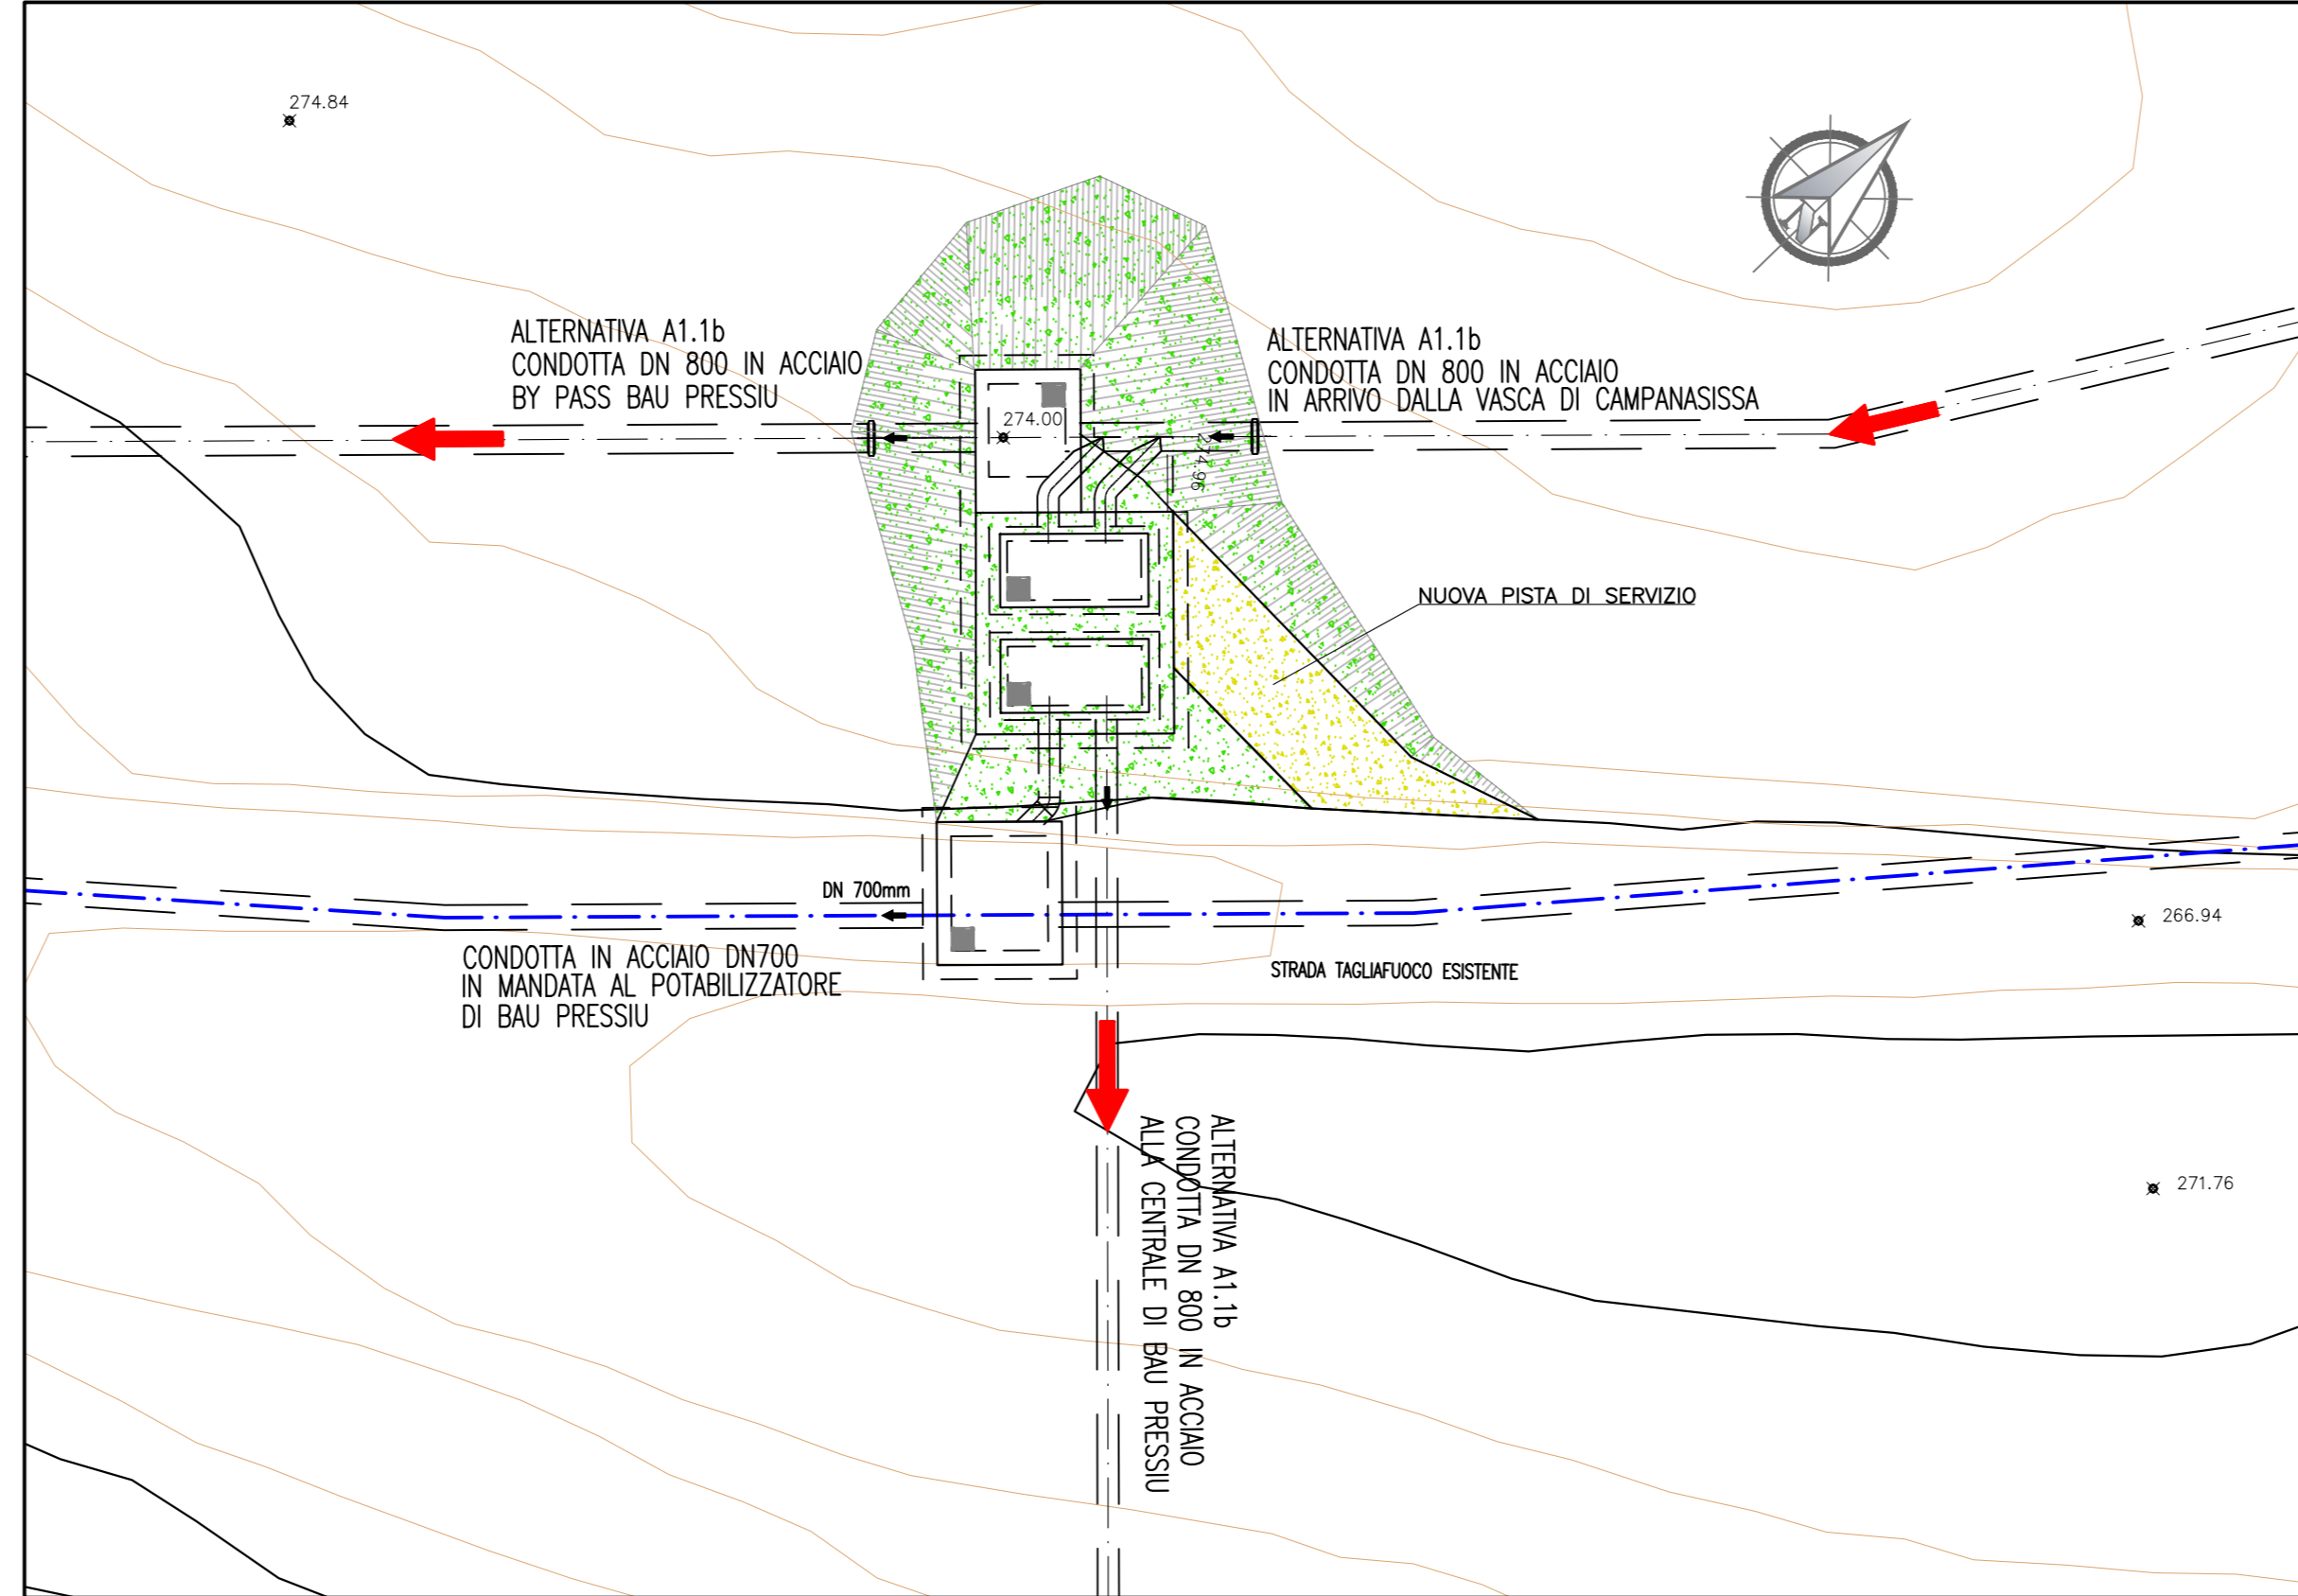 274.84
ALTERNATIVA A1.1b
CONDOTTA DN 800 IN ACCIAIO
BY PASS BAU PRESSIU
ALTERNATIVA A1.1b
CONDOTTA DN 800 IN ACCIAIO
IN ARRIVO DALLA VASCA DI CAMPANASISSA
N
274.00
274.96
NUOVA PISTA DI SERVIZIO
DN 700mm
266.94
CONDOTTA IN ACCIAIO DN700
IN MANDATA AL POTABILIZZATORE
DI BAU PRESSIU
STRADA TAGLIAFUOCO ESISTENTE
271.76
ALTERNATIVA A1.1b
CONDOTTA DN 800 IN ACCIAIO
ALLA CENTRALE DI BAU PRESSIU